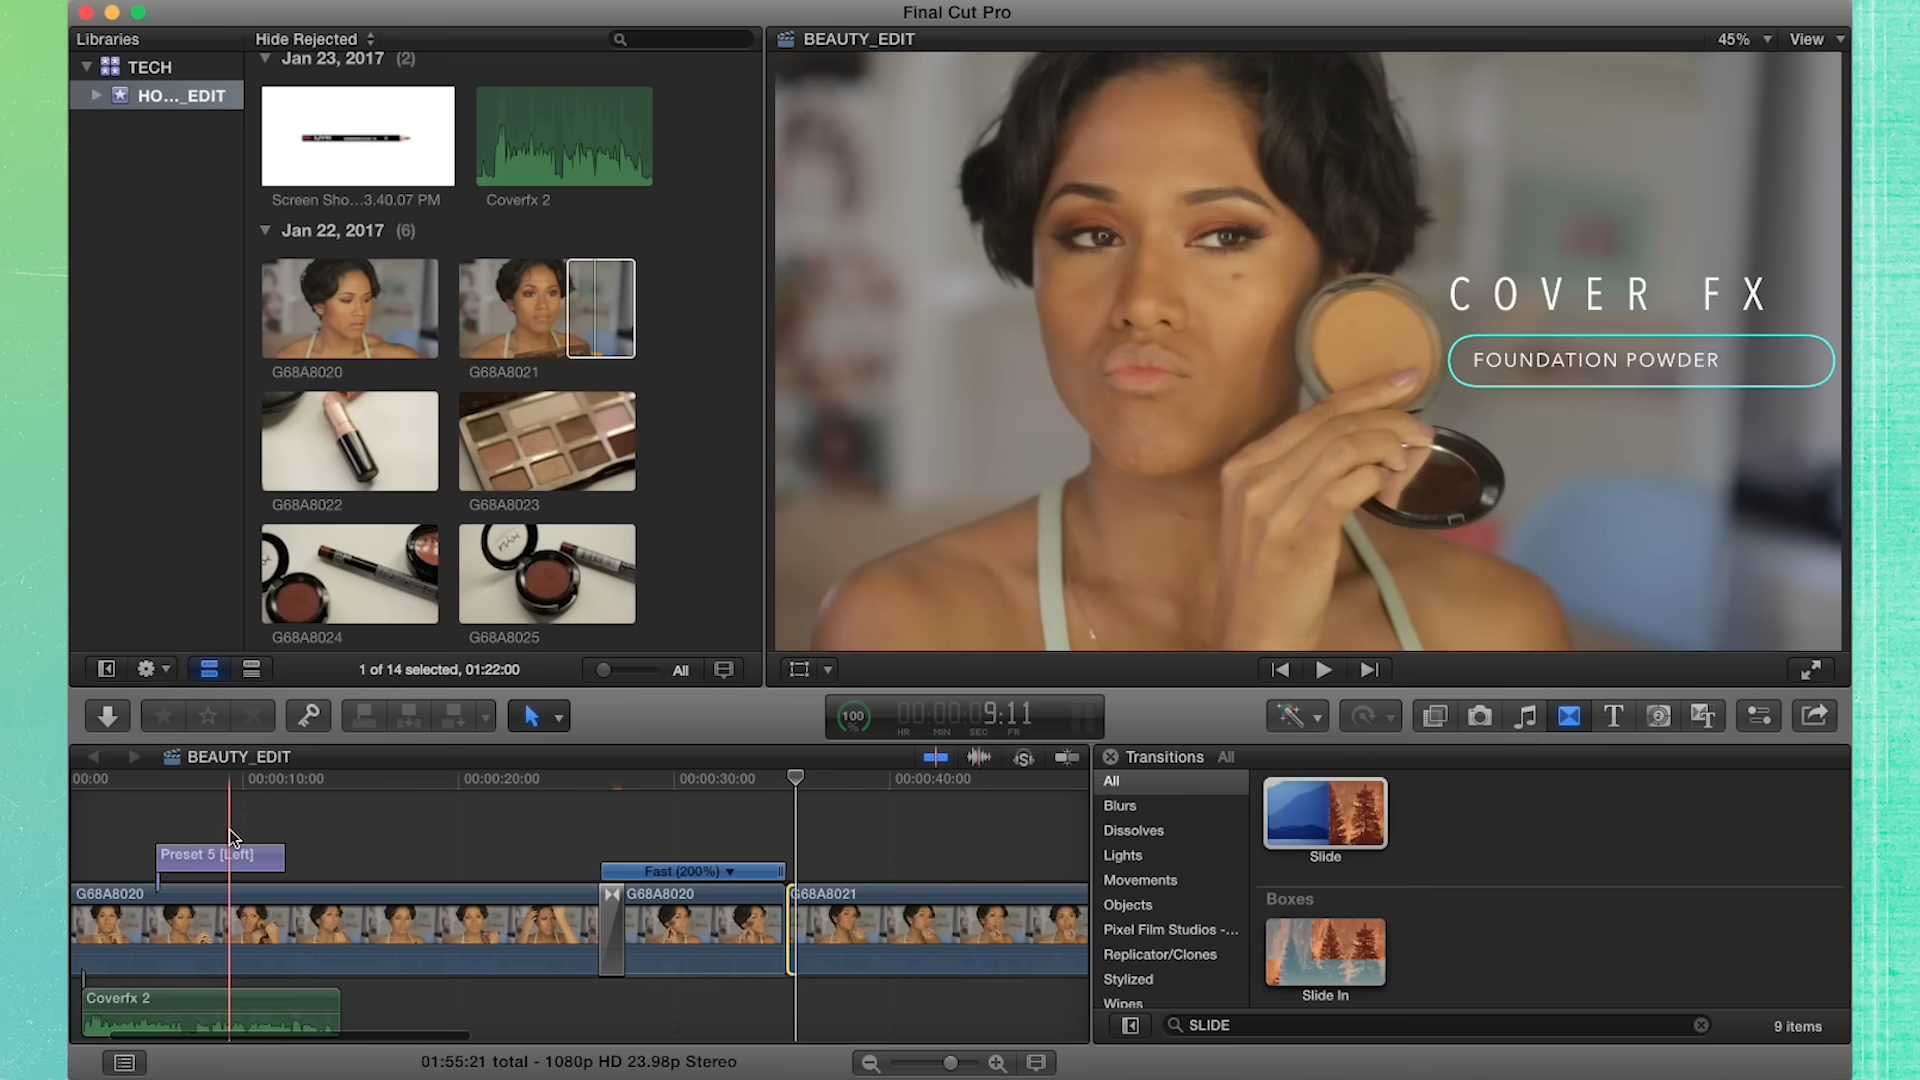 Final Cut Pro
Libraries
Hide Rejected
BEAUTY_EDIT
45%
View
TECH
HO..._EDIT
Jan 23, 2017 (2)
Screen Sho...3.40.07 PM
Coverfx 2
Jan 22, 2017 (6)
G68A8020
G68A8021
G68A8022
G68A8023
G68A8024
G68A8025
COVER FX
FOUNDATION POWDER
1 of 14 selected, 01:22:00
All
100
%
00:00:09:11
HR MIN SEC FR
BEAUTY_EDIT
00:00
00:00:10:00
00:00:20:00
00:00:30:00
00:00:40:00
Preset 5 [Left]
Fast (200%)
G68A8020
G68A8020
G68A8021
Coverfx 2
Transitions All
All
Blurs
Dissolves
Lights
Movements
Objects
Pixel Film Studios -...
Replicator/Clones
Stylized
Wipes
Slide
Boxes
Slide In
SLIDE
9 items
01:55:21 total - 1080p HD 23.98p Stereo